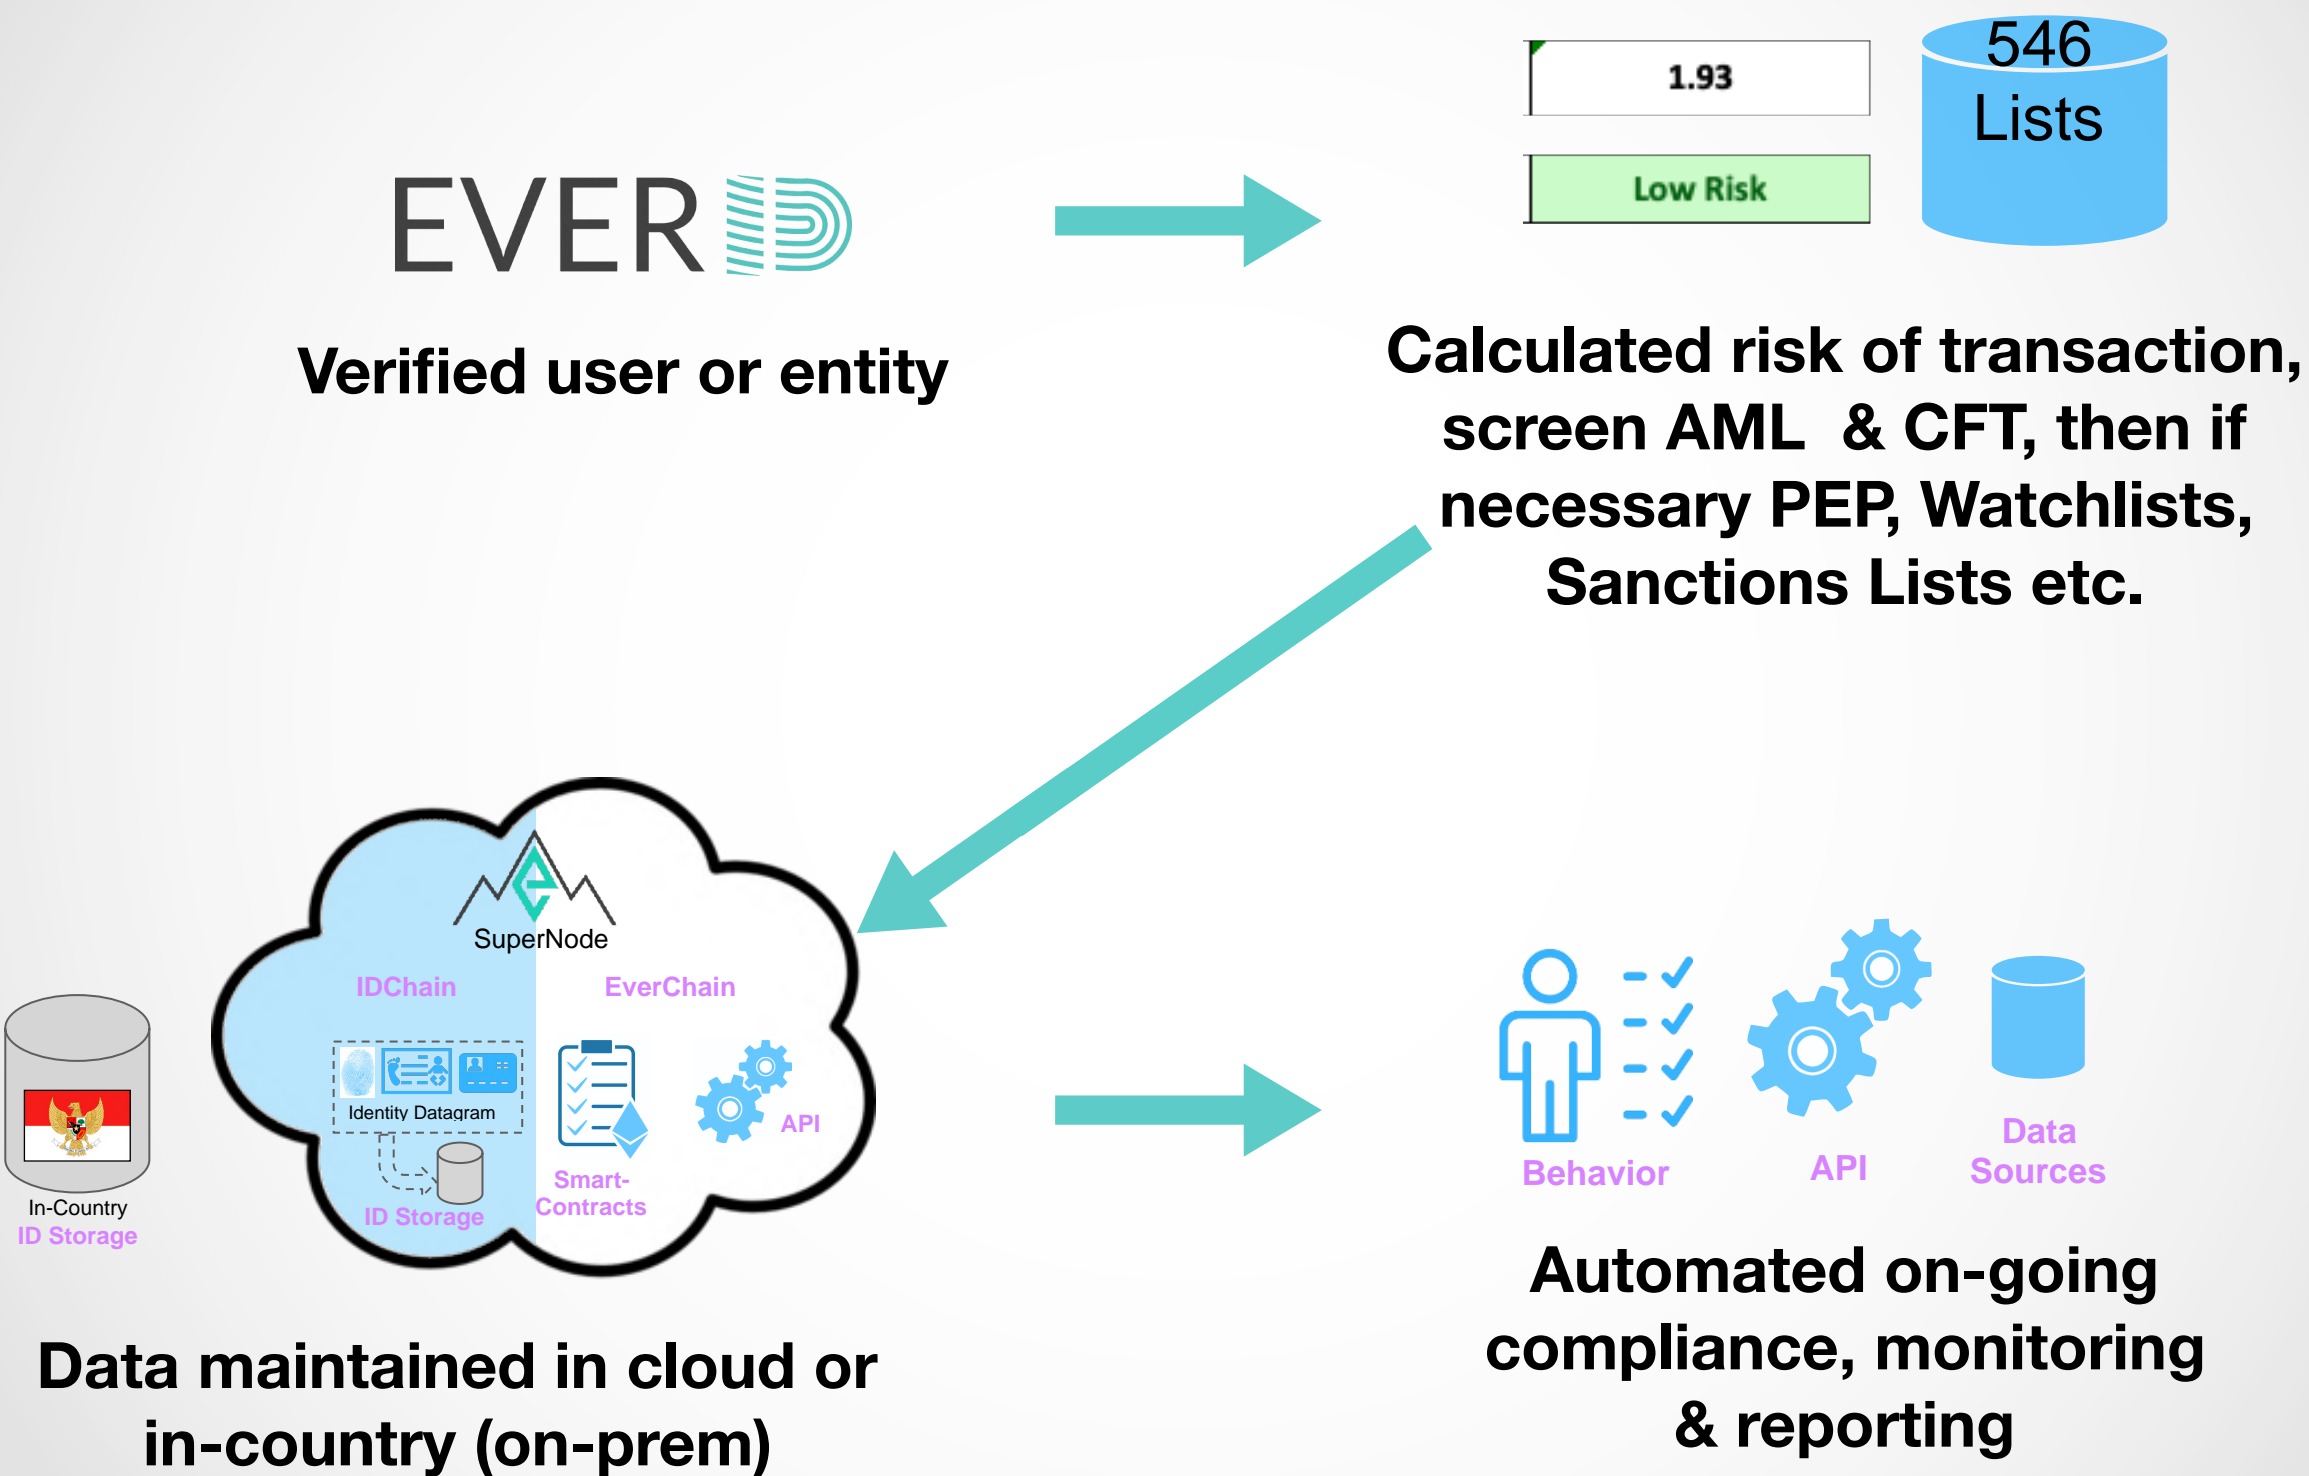 EVER ID
Verified user or entity
1.93
Low Risk
546
Lists
Calculated risk of transaction,
screen AML & CFT, then if
necessary PEP, Watchlists,
Sanctions Lists etc.
In-Country
ID Storage
SuperNode
IDChain
EverChain
Identity Datagram
ID Storage
Smart-
Contracts
API
Data maintained in cloud or
in-country (on-prem)
Behavior
API
Data
Sources
Automated on-going
compliance, monitoring
& reporting